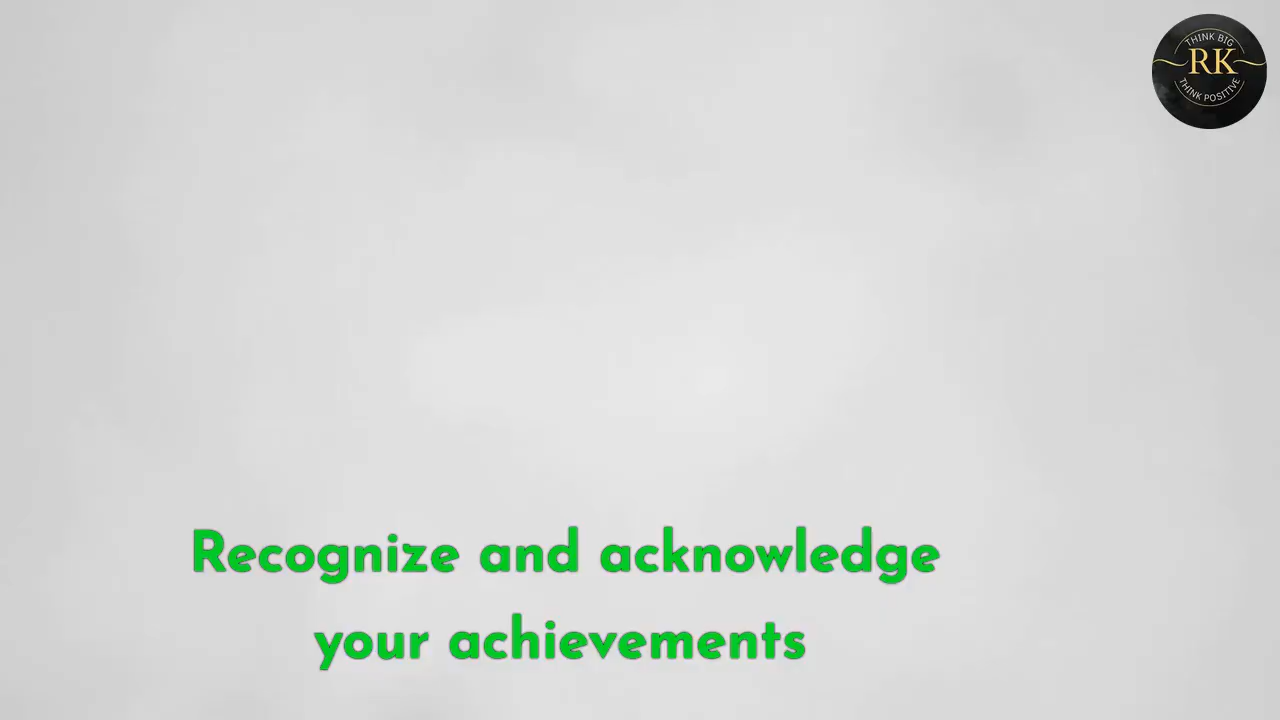 THINK BIG
RK
THINK POSITIVE
Recognize and acknowledge
your achievements